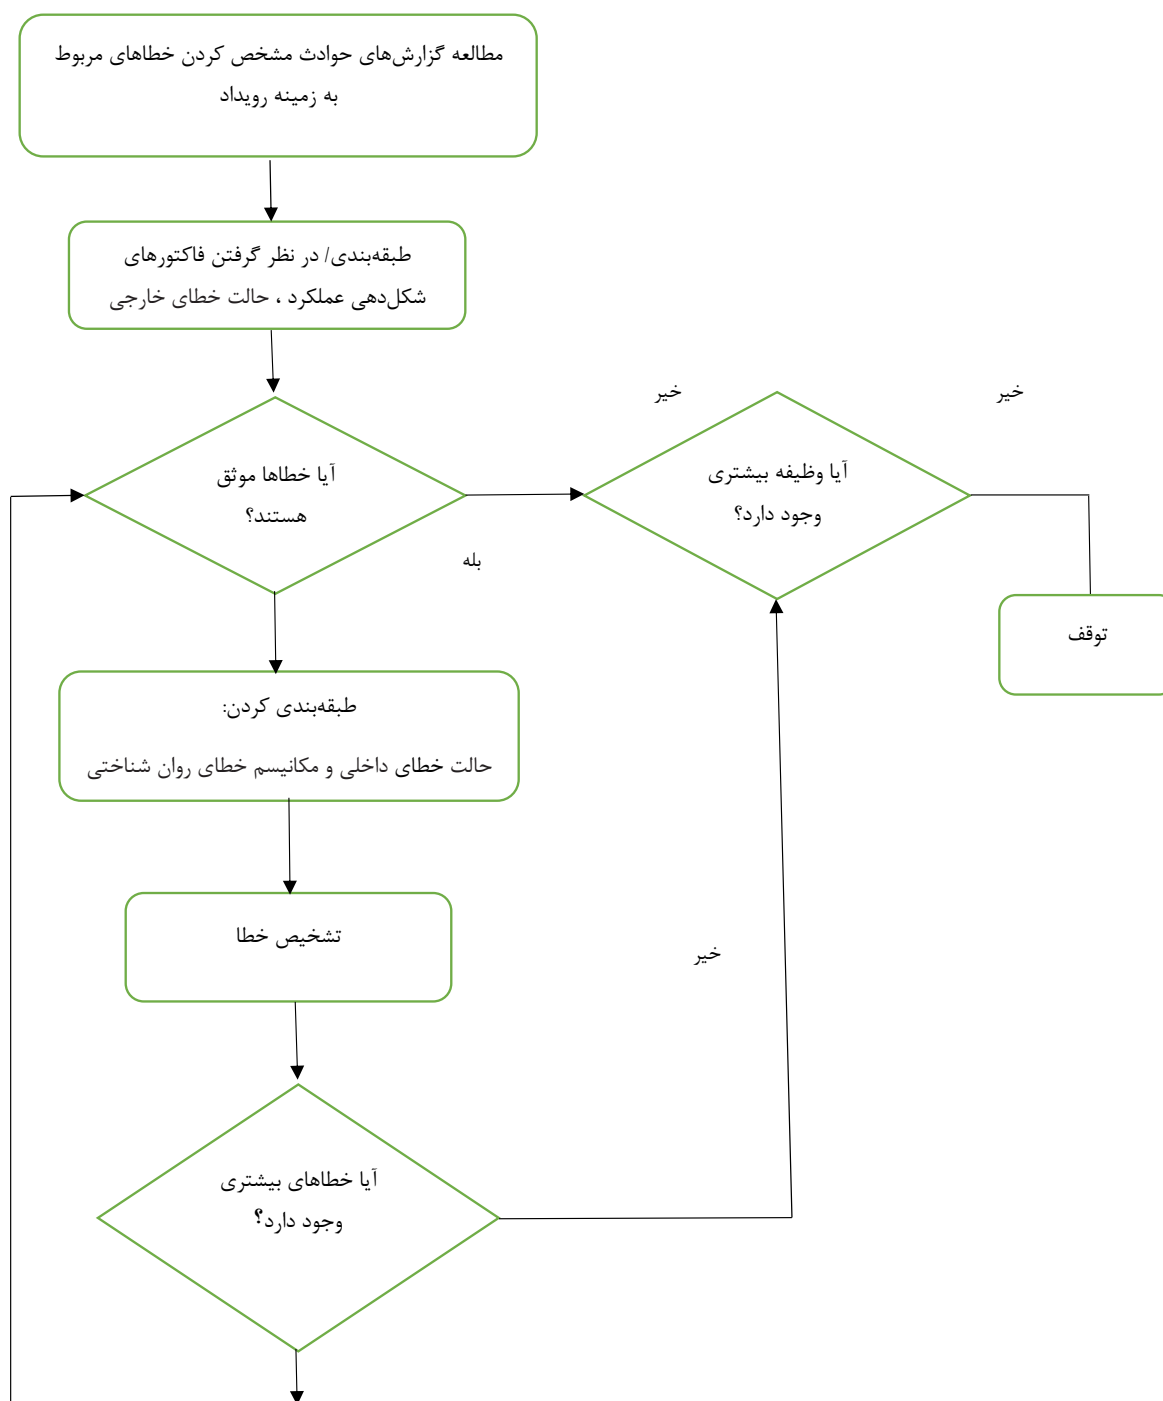 مطالعه گزارش‌های حوادث مشخص کردن خطاهای مربوط
به زمینه رویداد
طبقه‌بندی/ در نظر گرفتن فاکتورهای
شکل‌دهی عملکرد ، حالت خطای خارجی
خیر
خیر
آیا خطاها موثق
هستند؟
آیا وظیفه بیشتری
وجود دارد؟
بله
توقف
طبقه‌بندی کردن:
حالت خطای داخلی و مکانیسم خطای روان شناختی
تشخیص خطا
خیر
آیا خطاهای بیشتری
وجود دارد؟